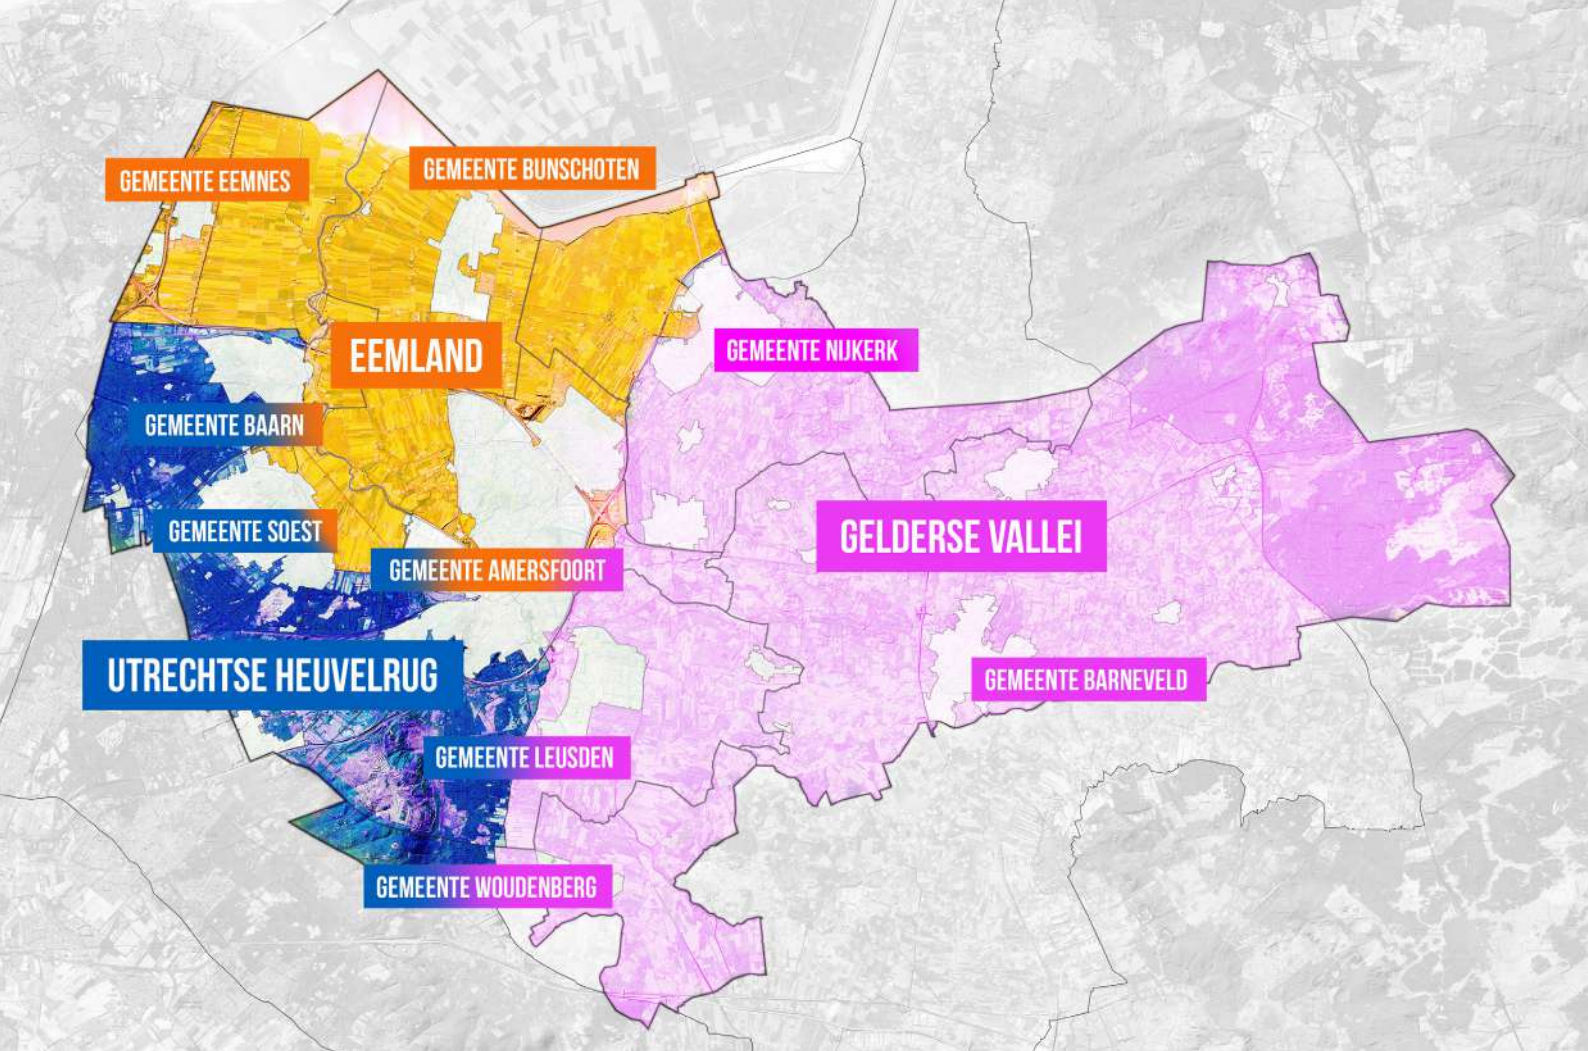 GEMEENTE EEMNES
GEMEENTE BUNSCHOTEN
EEMLAND
GEMEENTE NIJKERK
GEMEENTE BAARN
GEMEENTE SOEST
GELDERSE VALLEI
GEMEENTE AMERSFOORT
UTRECHTSE HEUVELRUG
GEMEENTE BARNEVELD
GEMEENTE LEUSDEN
GEMEENTE WOUDENBERG